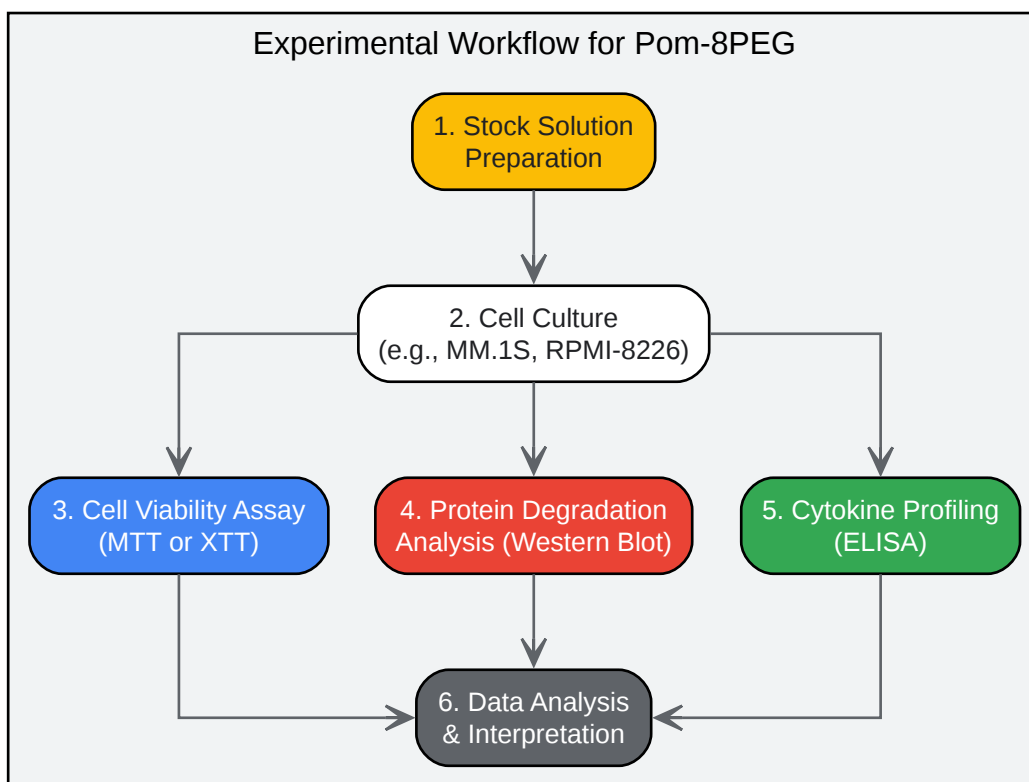 Experimental Workflow for Pom-8PEG
1. Stock Solution
Preparation
2. Cell Culture
(e.g., MM.1S, RPMI-8226)
3. Cell Viability Assay
(MTT or XTT)
4. Protein Degradation
Analysis (Western Blot)
5. Cytokine Profiling
(ELISA)
6. Data Analysis
& Interpretation